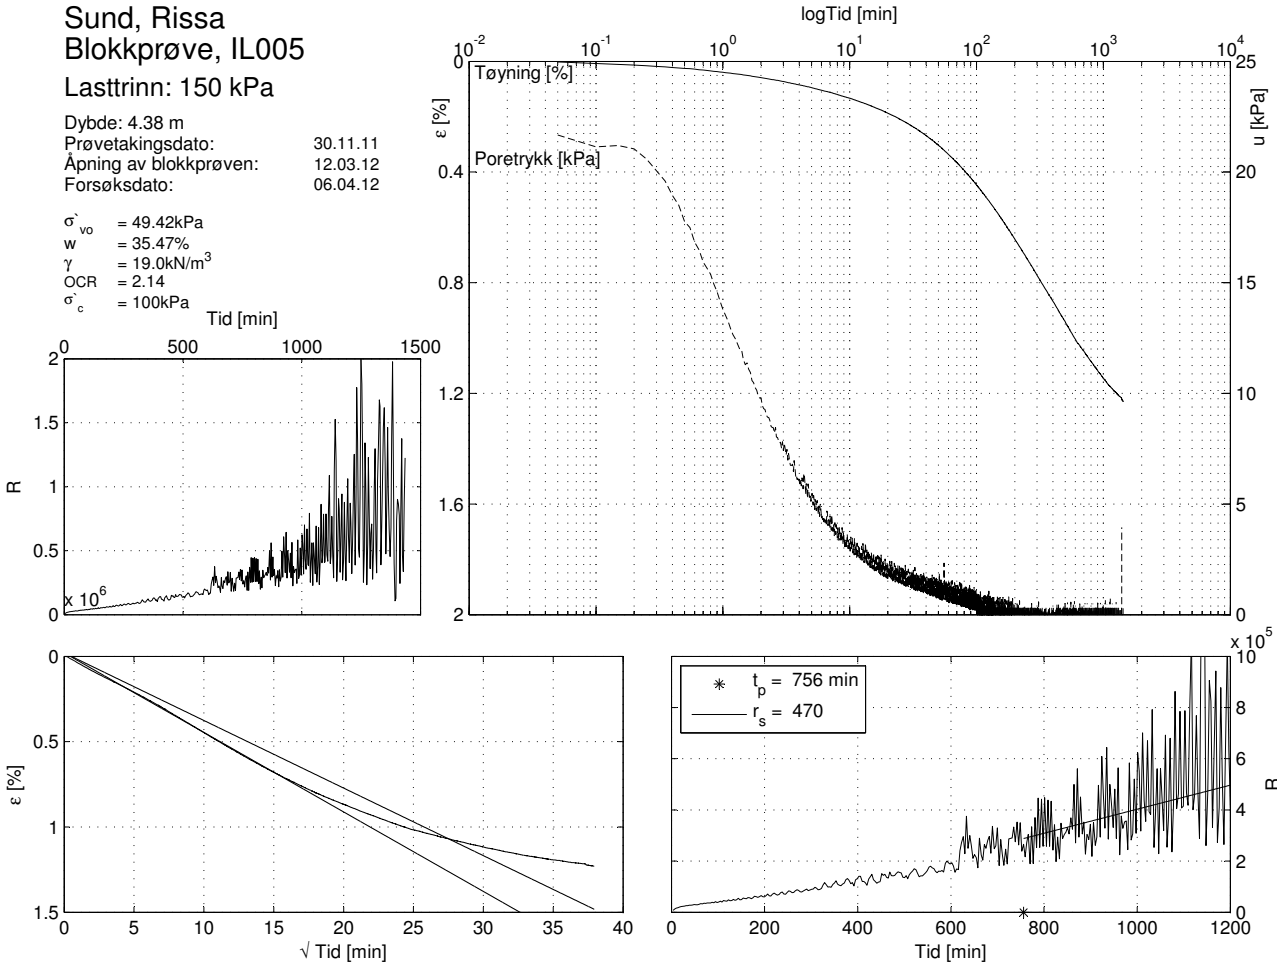 Sund, Rissa
Blokkprøve, IL005
Lasttrinn: 150 kPa
Dybde: 4.38 m
Prøvetakingsdato: 30.11.11
Åpning av blokkprøven: 12.03.12
Forsøksdato: 06.04.12
σ`vo = 49.42kPa
w = 35.47%
γ = 19.0kN/m³
OCR = 2.14
σ`c = 100kPa
logTid [min]
10⁻² 10⁻¹ 10⁰ 10¹ 10² 10³ 10⁴
Tøyning [%]
Poretrykk [kPa]
ε [%]
0
0.4
0.8
1.2
1.6
2
u [kPa]
25
20
15
10
5
0
Tid [min]
0 500 1000 1500
R
2
1.5
1
0.5
0
x 10⁶
ε [%]
0
0.5
1
1.5
0 5 10 15 20 25 30 35 40
√ Tid [min]
tp = 756 min
rs = 470
x 10⁵
10
8
6
4
2
0
R
0 200 400 600 800 1000 1200
Tid [min]